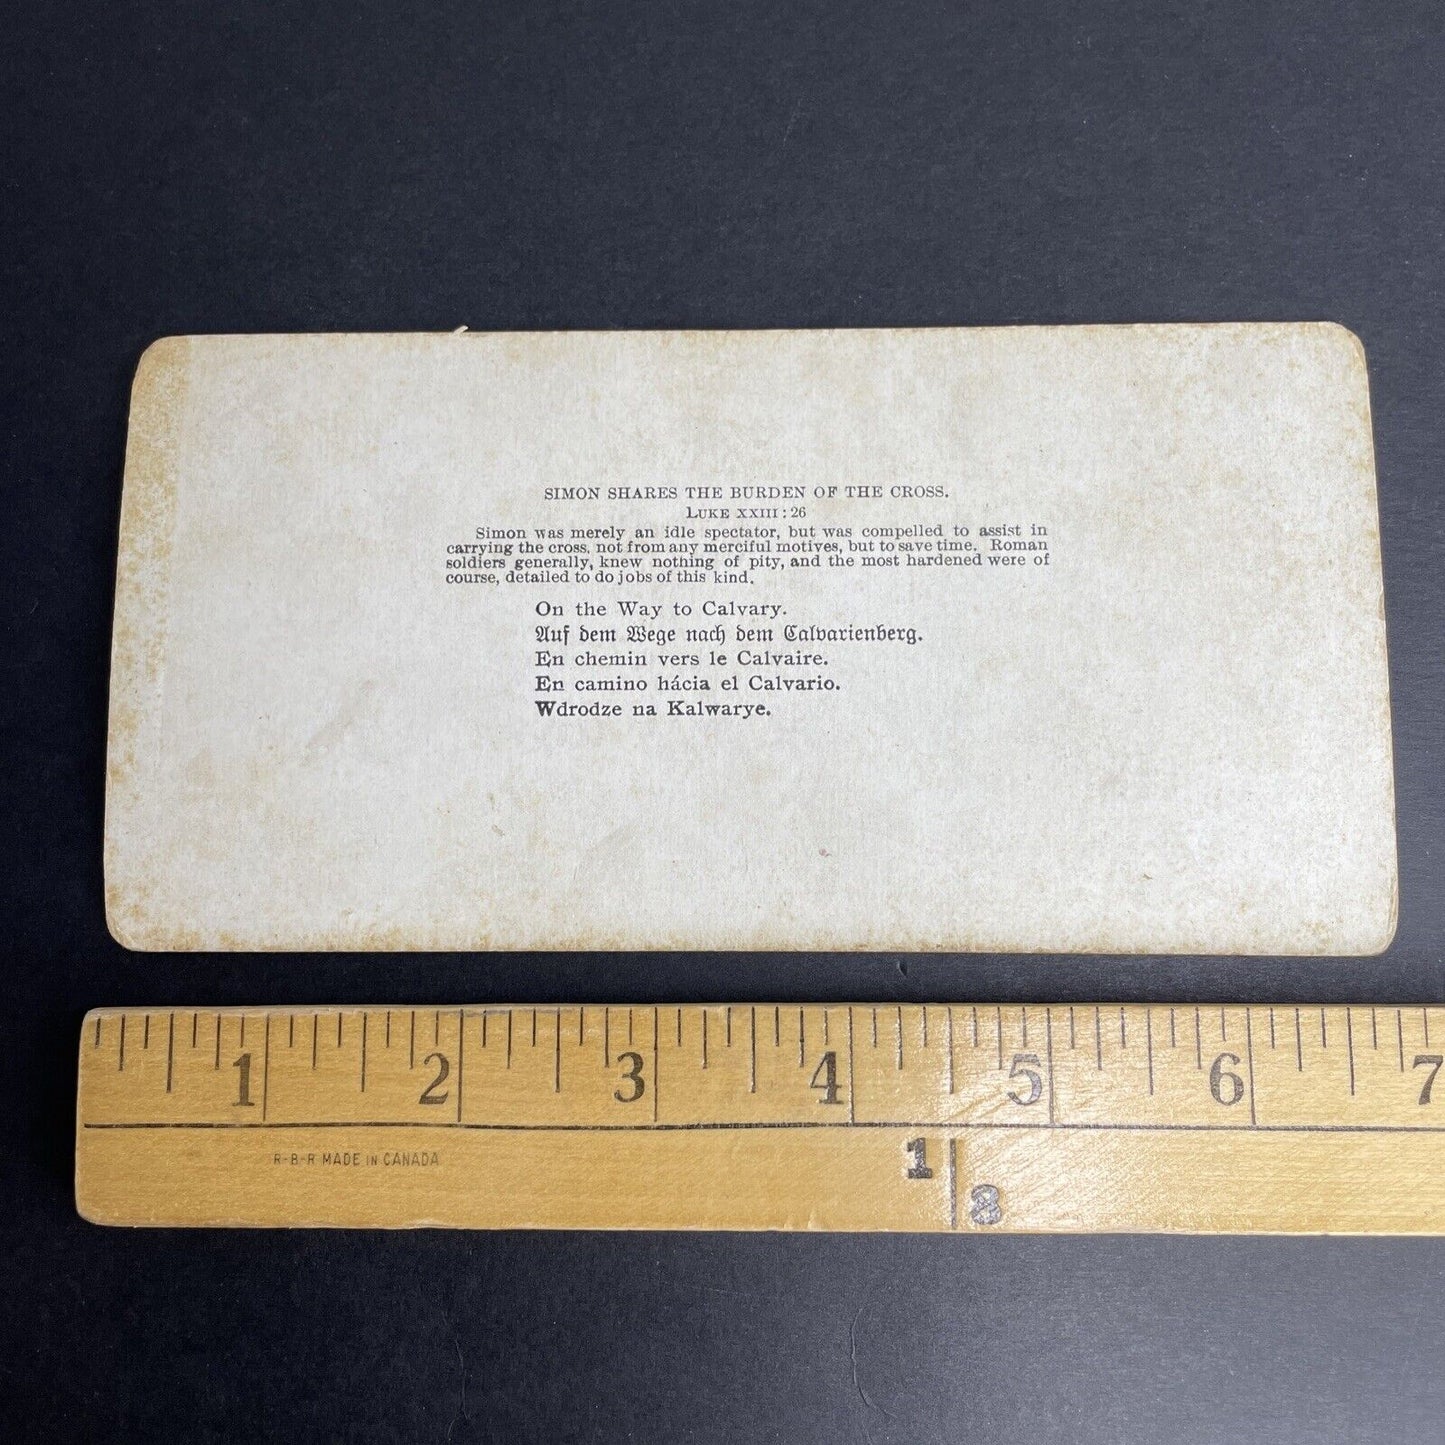 SIMON SHARES THE BURDEN OF THE CROSS.
LUKE XXIII : 26
Simon was merely an idle spectator, but was compelled to assist in
carrying the cross, not from any merciful motives, but to save time. Roman
soldiers generally, knew nothing of pity, and the most hardened were of
course, detailed to do jobs of this kind.
On the Way to Calvary.
Auf dem Wege nach dem Calvarienberg.
En chemin vers le Calvaire.
En camino hácia el Calvario.
Wdrodze na Kalwarye.
1 2 3 4 5 6 7
R-B-R MADE IN CANADA
1
8